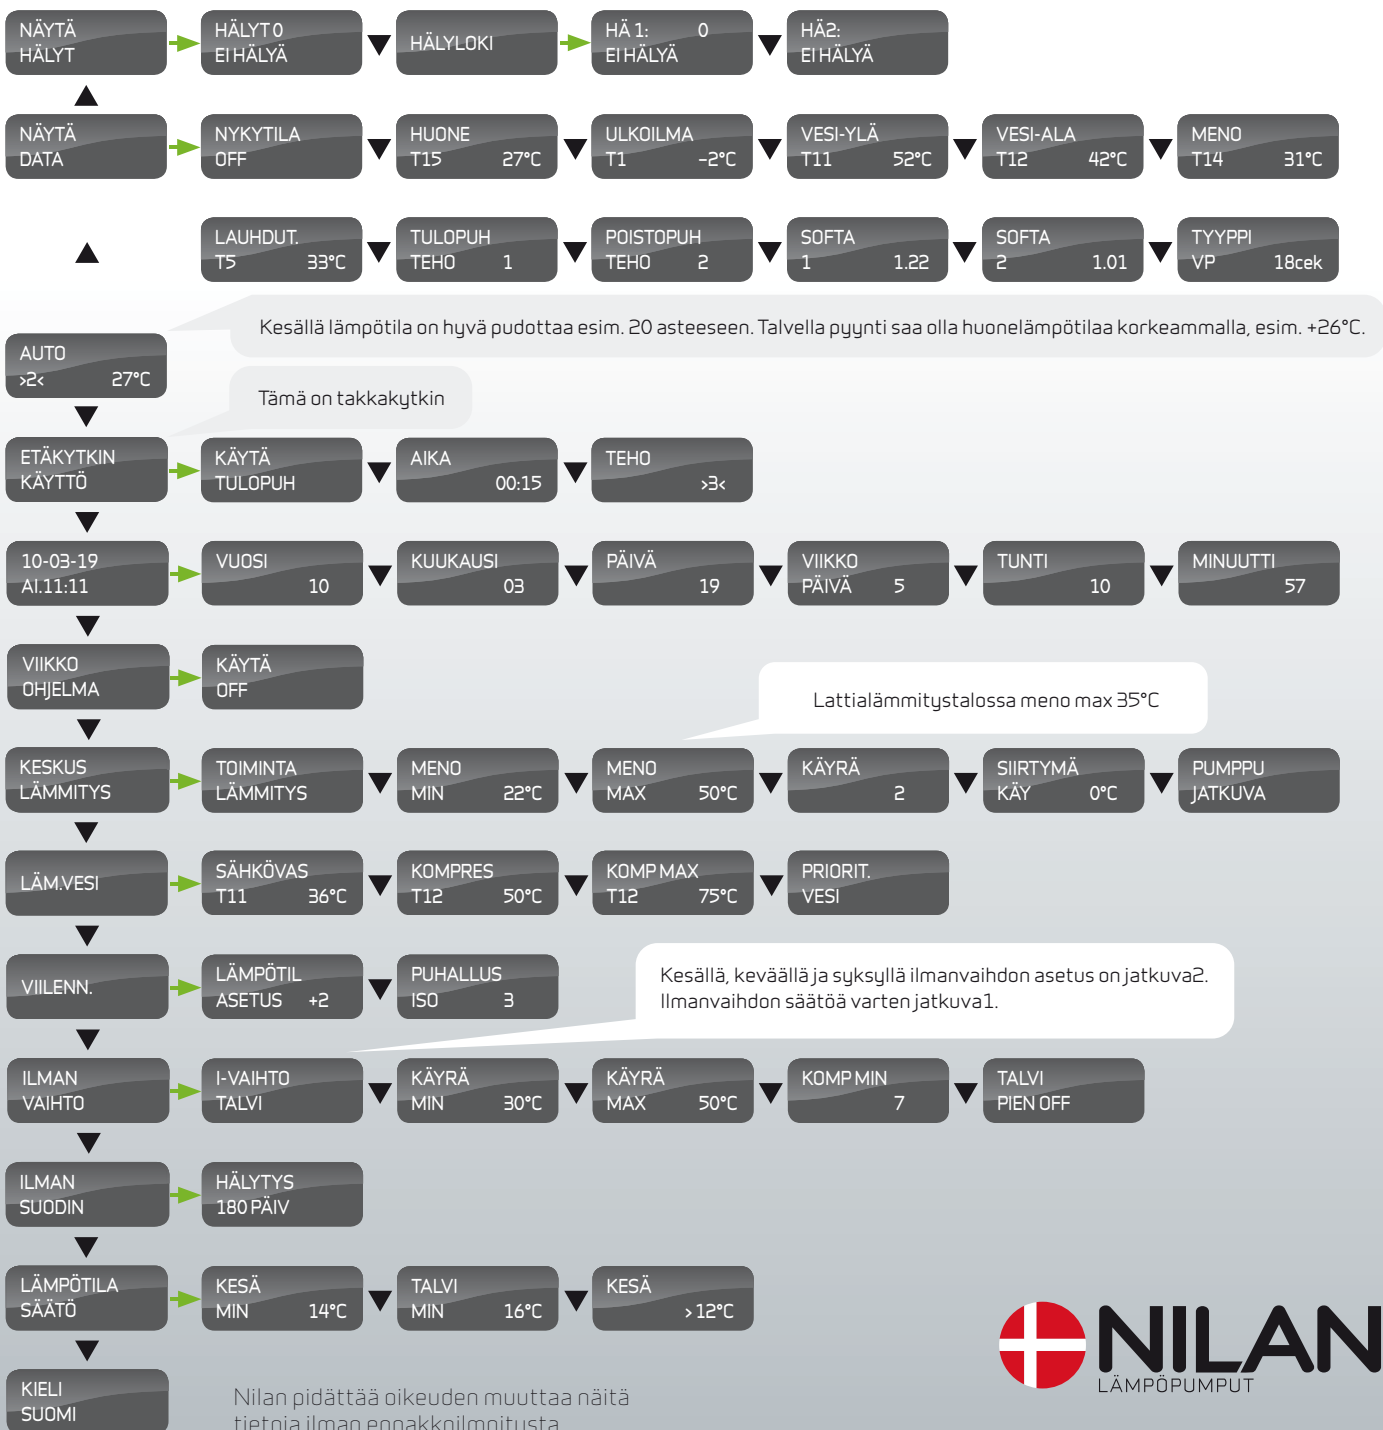 NÄYTÄ
HÄLYT
HÄLYT 0
EI HÄLYÄ
HÄLYLOKI
HÄ 1: 0
EI HÄLYÄ
HÄ2:
EI HÄLYÄ
NÄYTÄ
DATA
NYKYTILA
OFF
HUONE
T15 27°C
ULKOILMA
T1 -2°C
VESI-YLÄ
T11 52°C
VESI-ALA
T12 42°C
MENO
T14 31°C
LAUHDUT.
T5 33°C
TULOPUH
TEHO 1
POISTOPUH
TEHO 2
SOFTA
1 1.22
SOFTA
2 1.01
TYYPPI
VP 18cek
Kesällä lämpötila on hyvä pudottaa esim. 20 asteeseen. Talvella pyynti saa olla huonelämpötilaa korkeammalla, esim. +26°C.
AUTO
>2< 27°C
Tämä on takkakytkin
ETÄKYTKIN
KÄYTTÖ
KÄYTÄ
TULOPUH
AIKA
00:15
TEHO
>3<
10-03-19
AI.11:11
VUOSI
10
KUUKAUSI
03
PÄIVÄ
19
VIIKKO
PÄIVÄ 5
TUNTI
10
MINUUTTI
57
VIIKKO
OHJELMA
KÄYTÄ
OFF
Lattialämmitystalossa meno max 35°C
KESKUS
LÄMMITYS
TOIMINTA
LÄMMITYS
MENO
MIN 22°C
MENO
MAX 50°C
KÄYRÄ
2
SIIRTYMÄ
KÄY 0°C
PUMPPU
JATKUVA
LÄM.VESI
SÄHKÖVAS
T11 36°C
KOMPRES
T12 50°C
KOMP MAX
T12 75°C
PRIORIT.
VESI
VIILENN.
LÄMPÖTIL
ASETUS +2
PUHALLUS
ISO 3
Kesällä, keväällä ja syksyllä ilmanvaihdon asetus on jatkuva2.
Ilmanvaihdon säätöä varten jatkuva1.
ILMAN
VAIHTO
I-VAIHTO
TALVI
KÄYRÄ
MIN 30°C
KÄYRÄ
MAX 50°C
KOMP MIN
7
TALVI
PIEN OFF
ILMAN
SUODIN
HÄLYTYS
180 PÄIV
LÄMPÖTILA
SÄÄTÖ
KESÄ
MIN 14°C
TALVI
MIN 16°C
KESÄ
> 12°C
NILAN
LÄMPÖPUMPUT
KIELI
SUOMI
Nilan pidättää oikeuden muuttaa näitä
tietoja ilman ennakkoilmoitusta